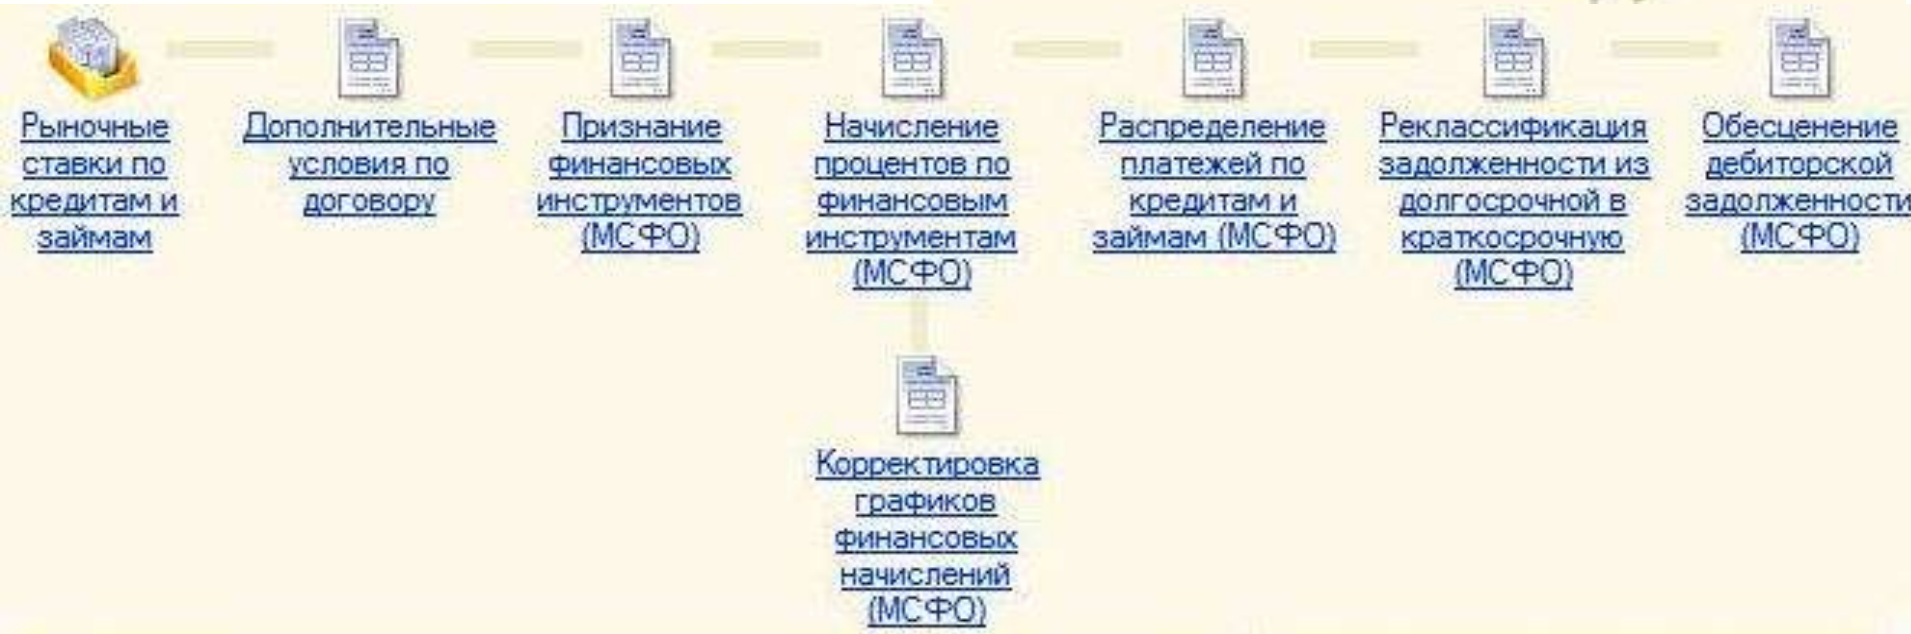 Рыночные
ставки по
кредитам и
займам
Дополнительные
условия по
договору
Признание
финансовых
инструментов
(МСФО)
Начисление
процентов по
финансовым
инструментам
(МСФО)
Распределение
платежей по
кредитам и
займам (МСФО)
Реклассификация
задолженности из
долгосрочной в
краткосрочную
(МСФО)
Обесценение
дебиторской
задолженности
(МСФО)
Корректировка
графиков
финансовых
начислений
(МСФО)